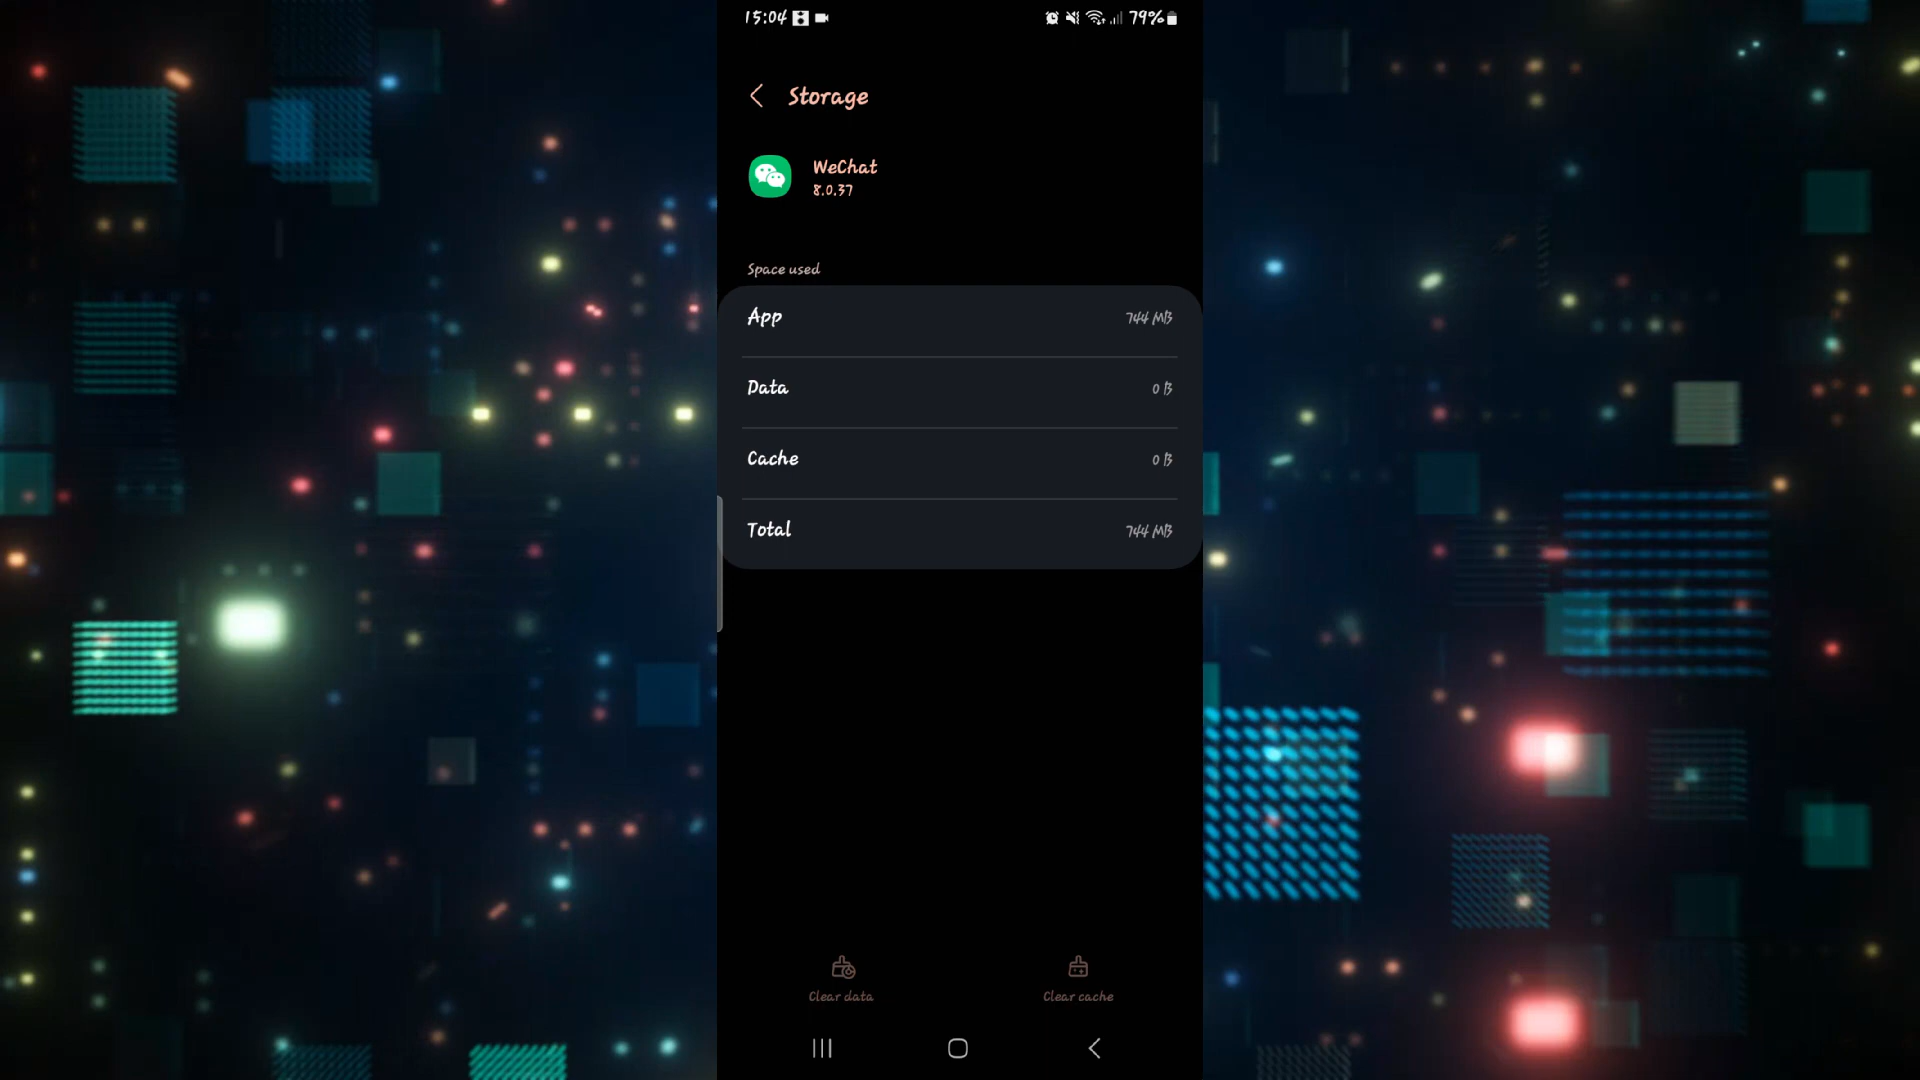 15:04 79%
Storage
WeChat
8.0.37
Space used
App 744 MB
Data 0 B
Cache 0 B
Total 744 MB
Clear data Clear cache